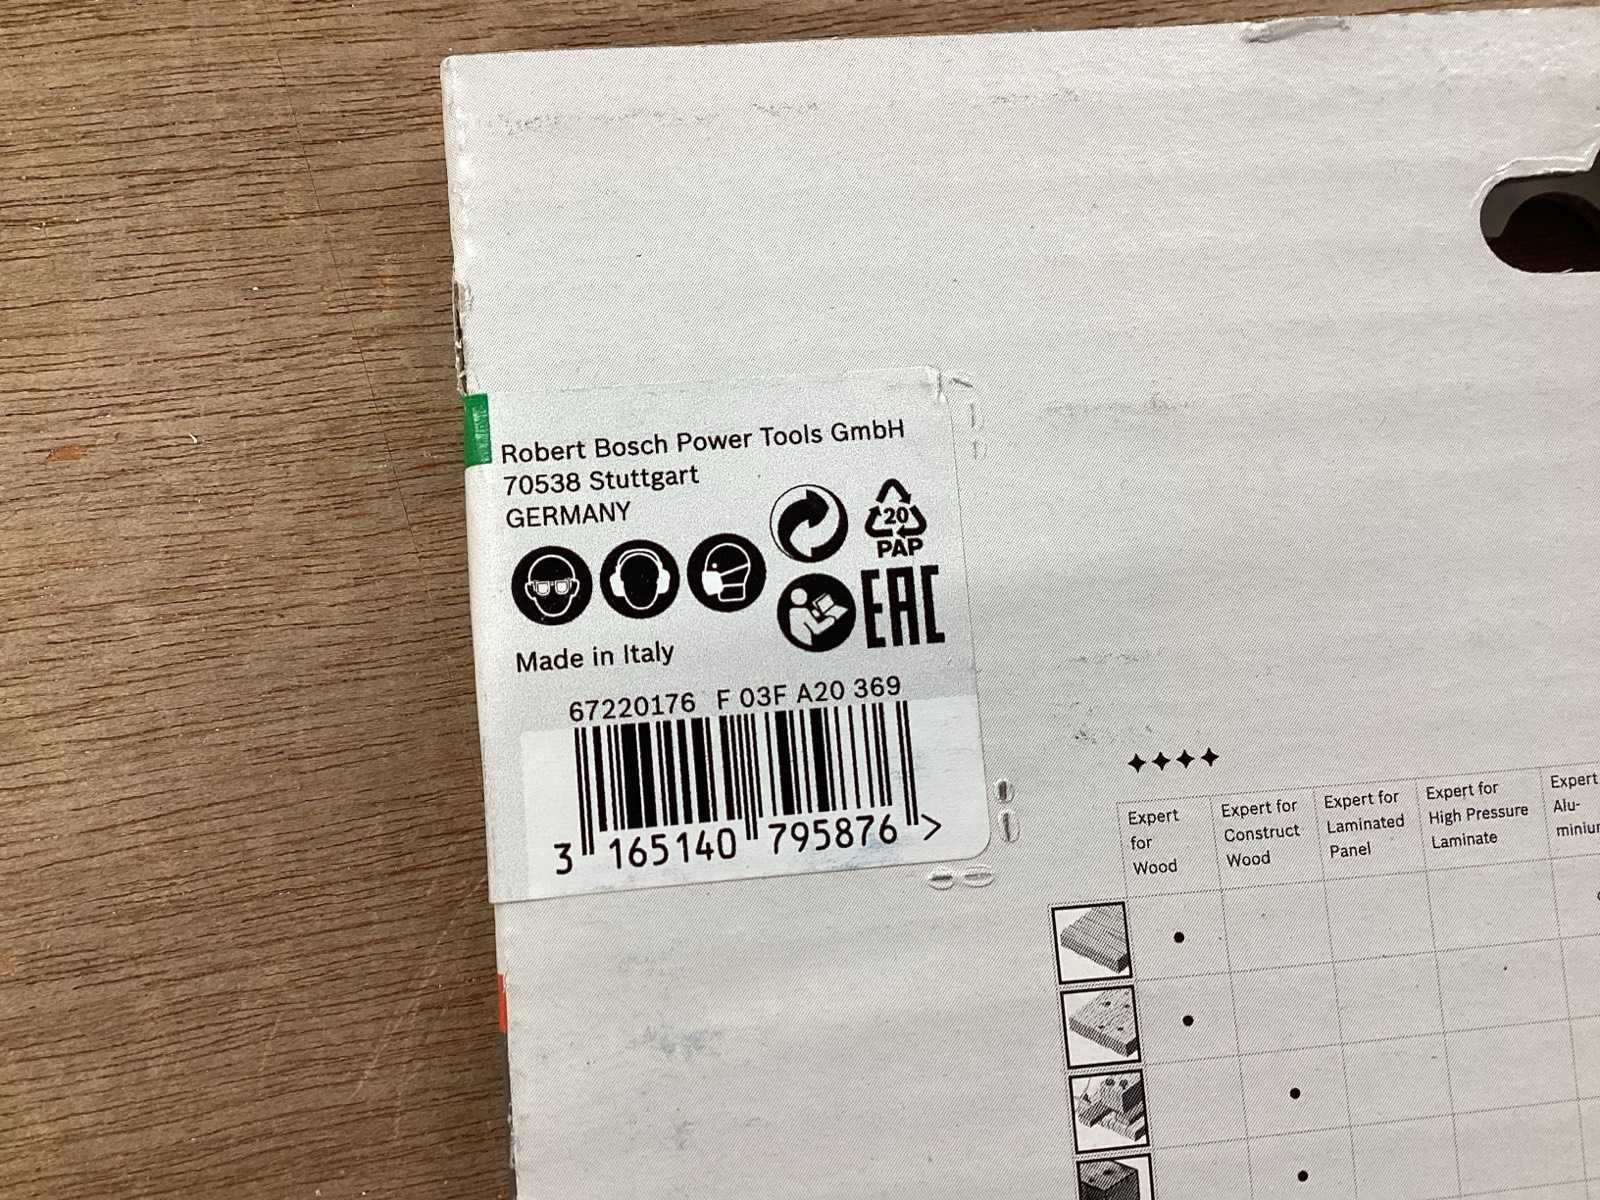 Robert Bosch Power Tools GmbH
70538 Stuttgart
GERMANY
20
PAP
EAC
Made in Italy
67220176 F 03F A20 369
3 165140 795876 >
Expert
for
Wood
Expert for
Construct
Wood
Expert for
Laminated
Panel
Expert for
High Pressure
Laminate
Expert
Alu-
minium